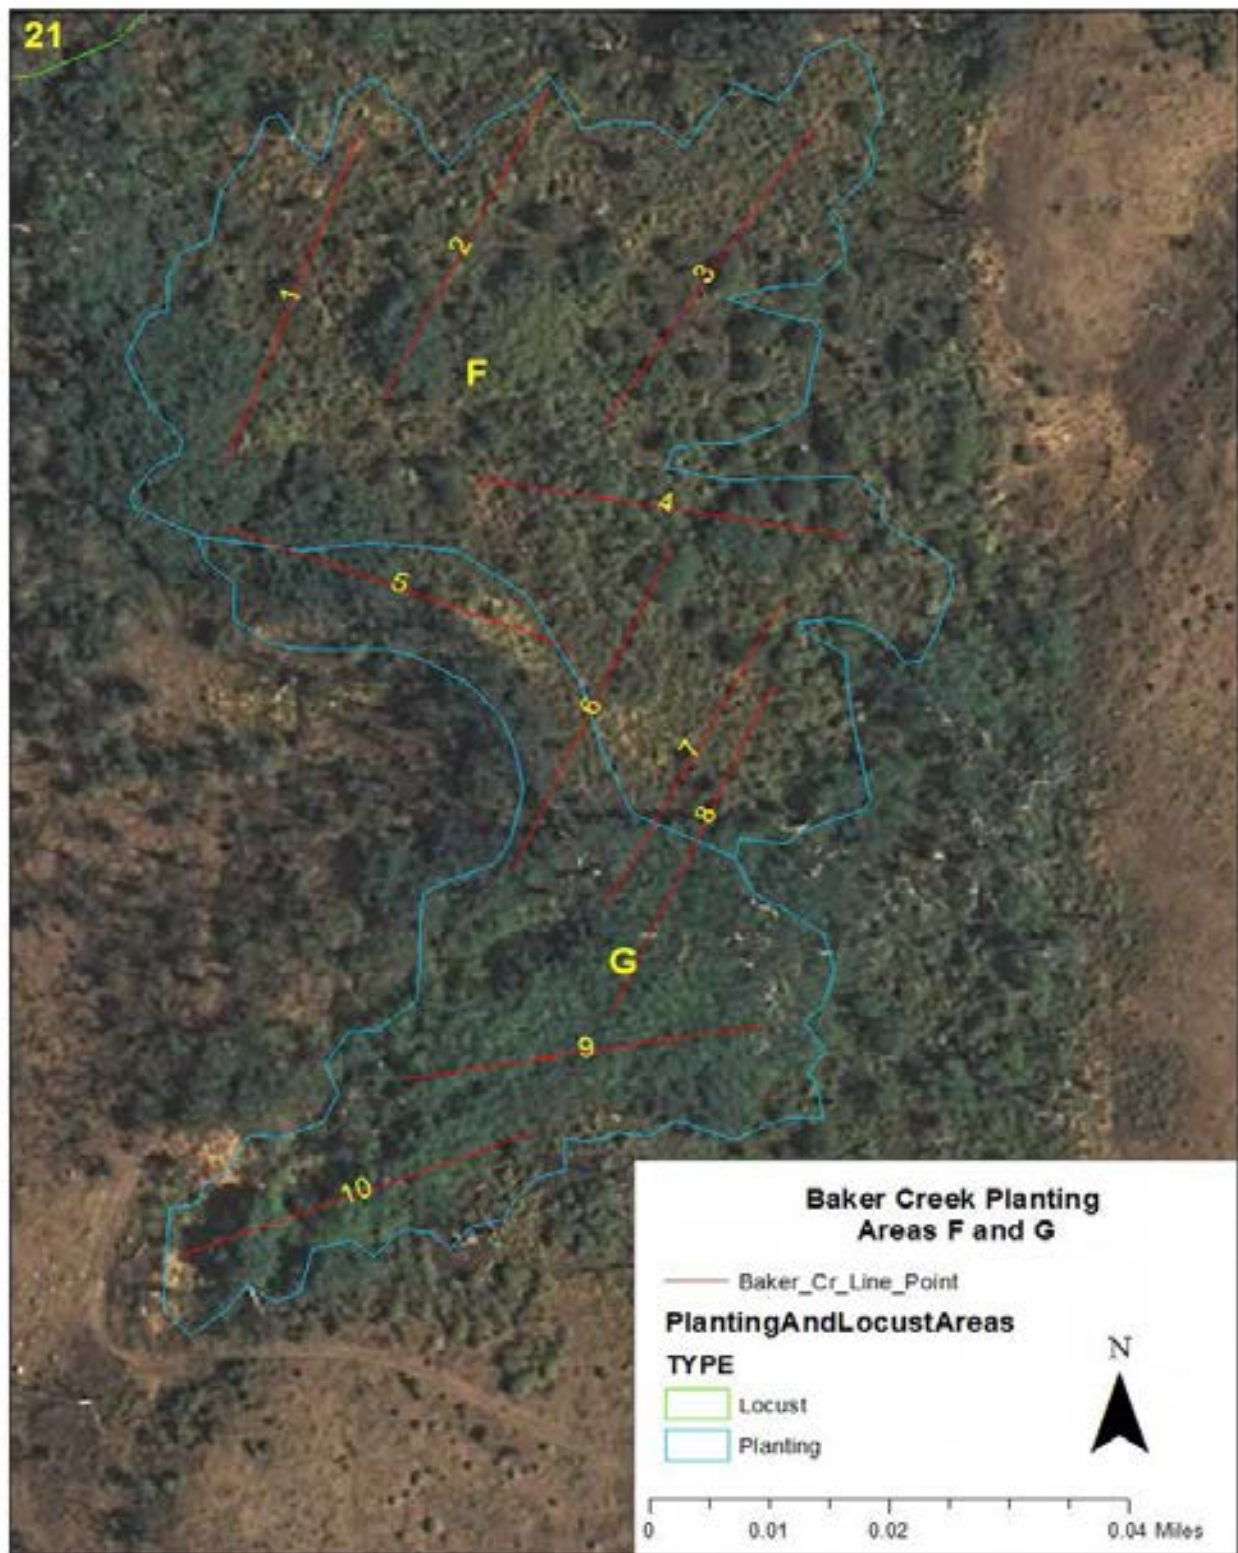 21
1
2
3
F
4
5
6
7
8
G
9
10
Baker Creek Planting
Areas F and G
Baker_Cr_Line_Point
PlantingAndLocustAreas
TYPE
Locust
Planting
N
0 0.01 0.02 0.04 Miles